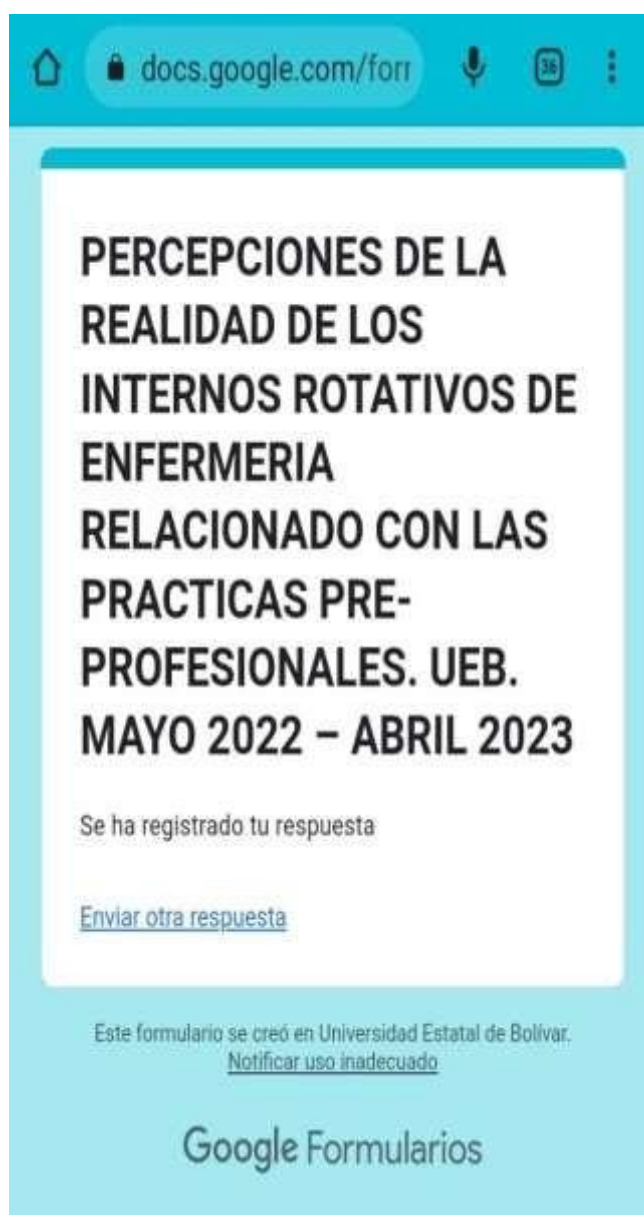 docs.google.com/forr
36
PERCEPCIONES DE LA
REALIDAD DE LOS
INTERNOS ROTATIVOS DE
ENFERMERIA
RELACIONADO CON LAS
PRACTICAS PRE-
PROFESIONALES. UEB.
MAYO 2022 – ABRIL 2023
Se ha registrado tu respuesta
Enviar otra respuesta
Este formulario se creó en Universidad Estatal de Bolívar.
Notificar uso inadecuado
Google Formularios